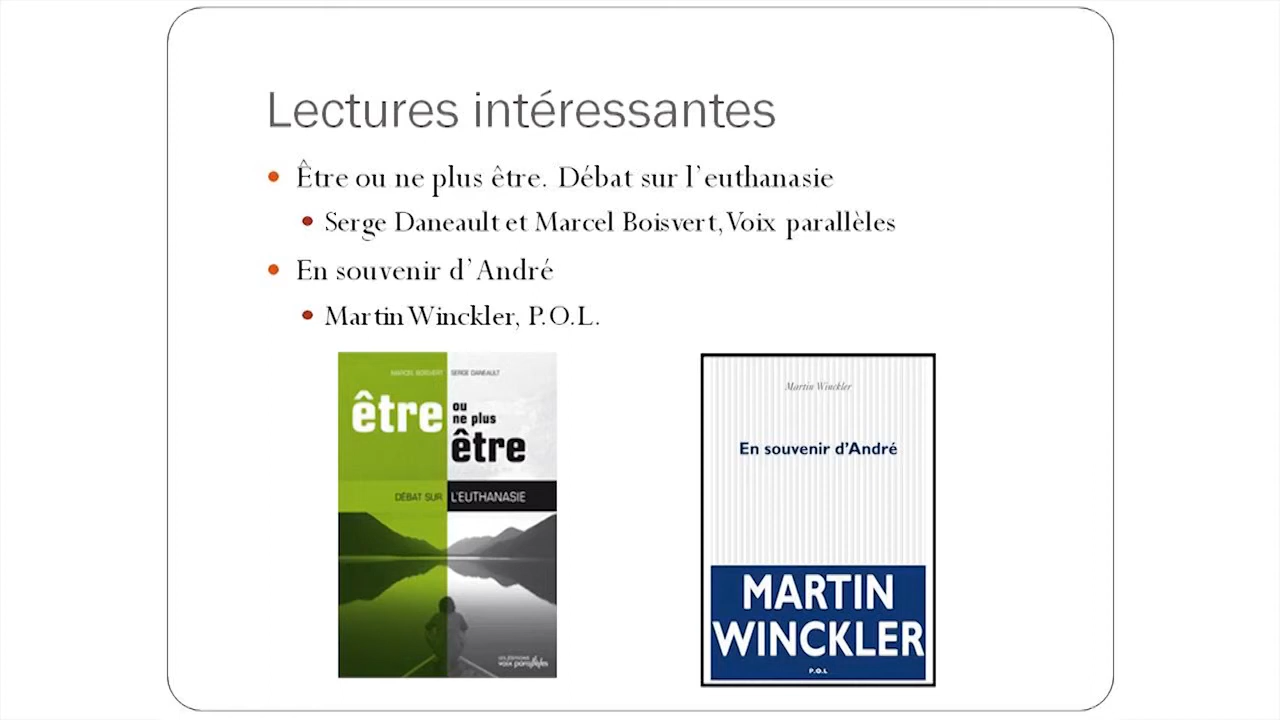 Lectures intéressantes
Être ou ne plus être. Débat sur l'euthanasie
Serge Daneault et Marcel Boisvert, Voix parallèles
En souvenir d'André
Martin Winckler, P.O.L.
MARCEL BOISVERT SERGE DANEAULT
être ou
ne plus
être
DÉBAT SUR L'EUTHANASIE
LES ÉDITIONS
voix parallèles
Martin Winckler
En souvenir d'André
MARTIN
WINCKLER
P.O.L